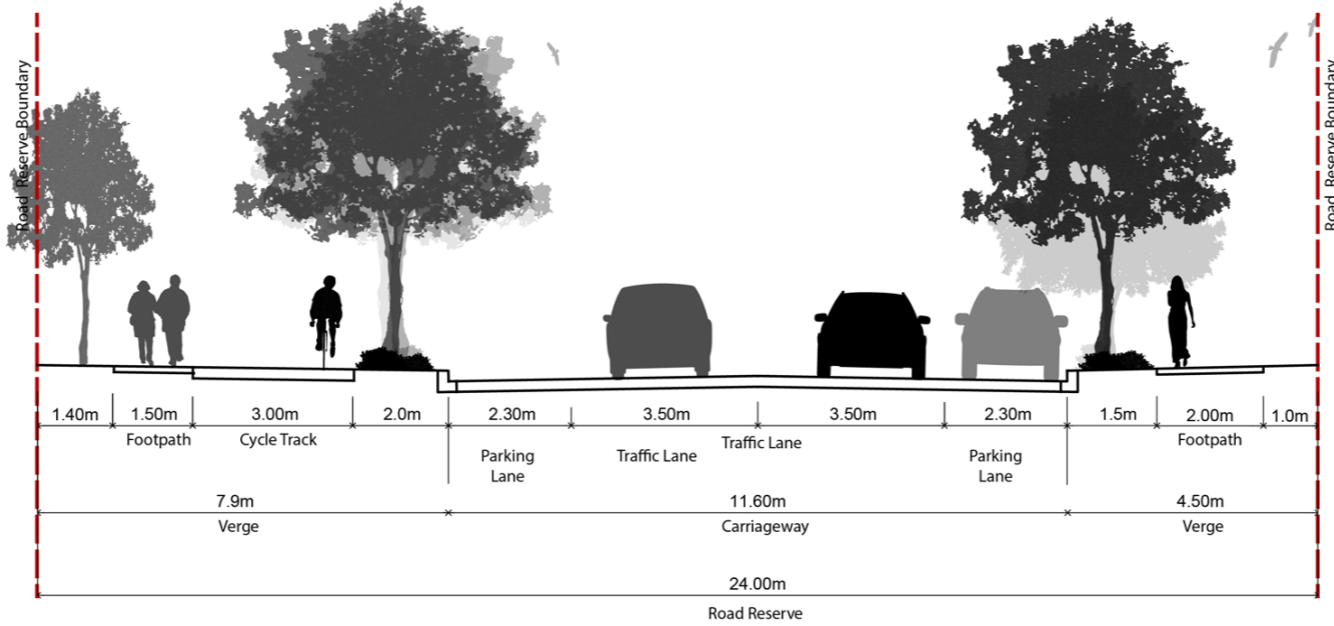 Road Reserve Boundary
Road Reserve Boundary
1.40m 1.50m 3.00m 2.0m 2.30m 3.50m 3.50m 2.30m 1.5m 2.00m 1.0m
Footpath Cycle Track Traffic Lane Footpath
Parking Traffic Lane Parking
Lane Lane
7.9m 11.60m 4.50m
Verge Carriageway Verge
24.00m
Road Reserve